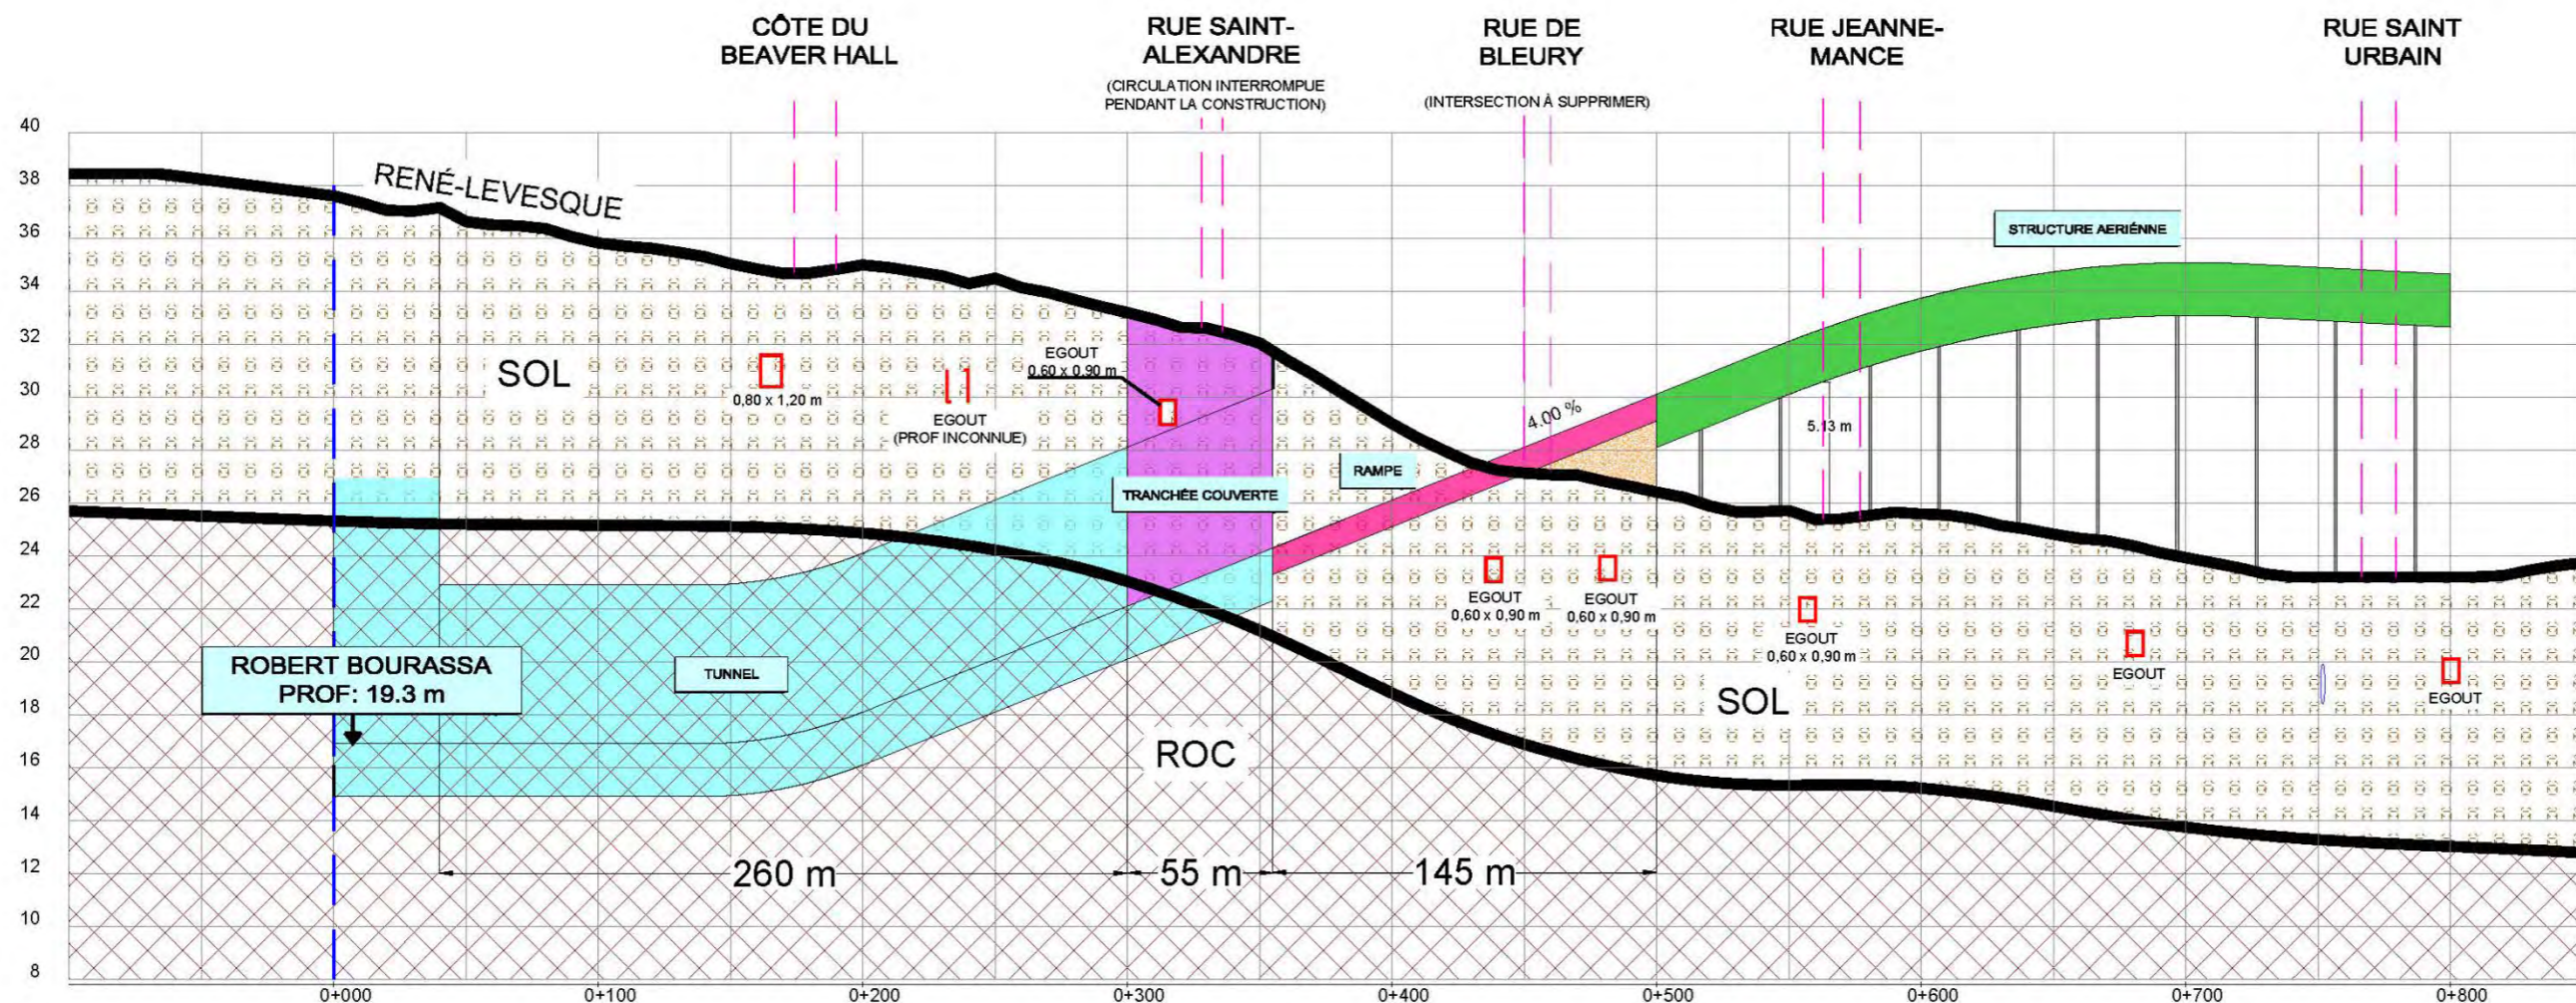 CÔTE DU
BEAVER HALL
RUE SAINT-
ALEXANDRE
(CIRCULATION INTERROMPUE
PENDANT LA CONSTRUCTION)
RUE DE
BLEURY
(INTERSECTION À SUPPRIMER)
RUE JEANNE-
MANCE
RUE SAINT
URBAIN
40
38
36
34
32
30
28
26
24
22
20
18
16
14
12
10
8
RENÉ-LEVESQUE
STRUCTURE AERIÉNNE
SOL
0,80 x 1,20 m
EGOUT
(PROF INCONNUE)
EGOUT
0.60 x 0,90 m
TRANCHÉE COUVERTE
RAMPE
4.00 %
5.13 m
EGOUT
0,60 x 0,90 m
EGOUT
0,60 x 0,90 m
EGOUT
0,60 x 0,90 m
EGOUT
EGOUT
ROBERT BOURASSA
PROF: 19.3 m
TUNNEL
SOL
ROC
260 m
55 m
145 m
0+000
0+100
0+200
0+300
0+400
0+500
0+600
0+700
0+800